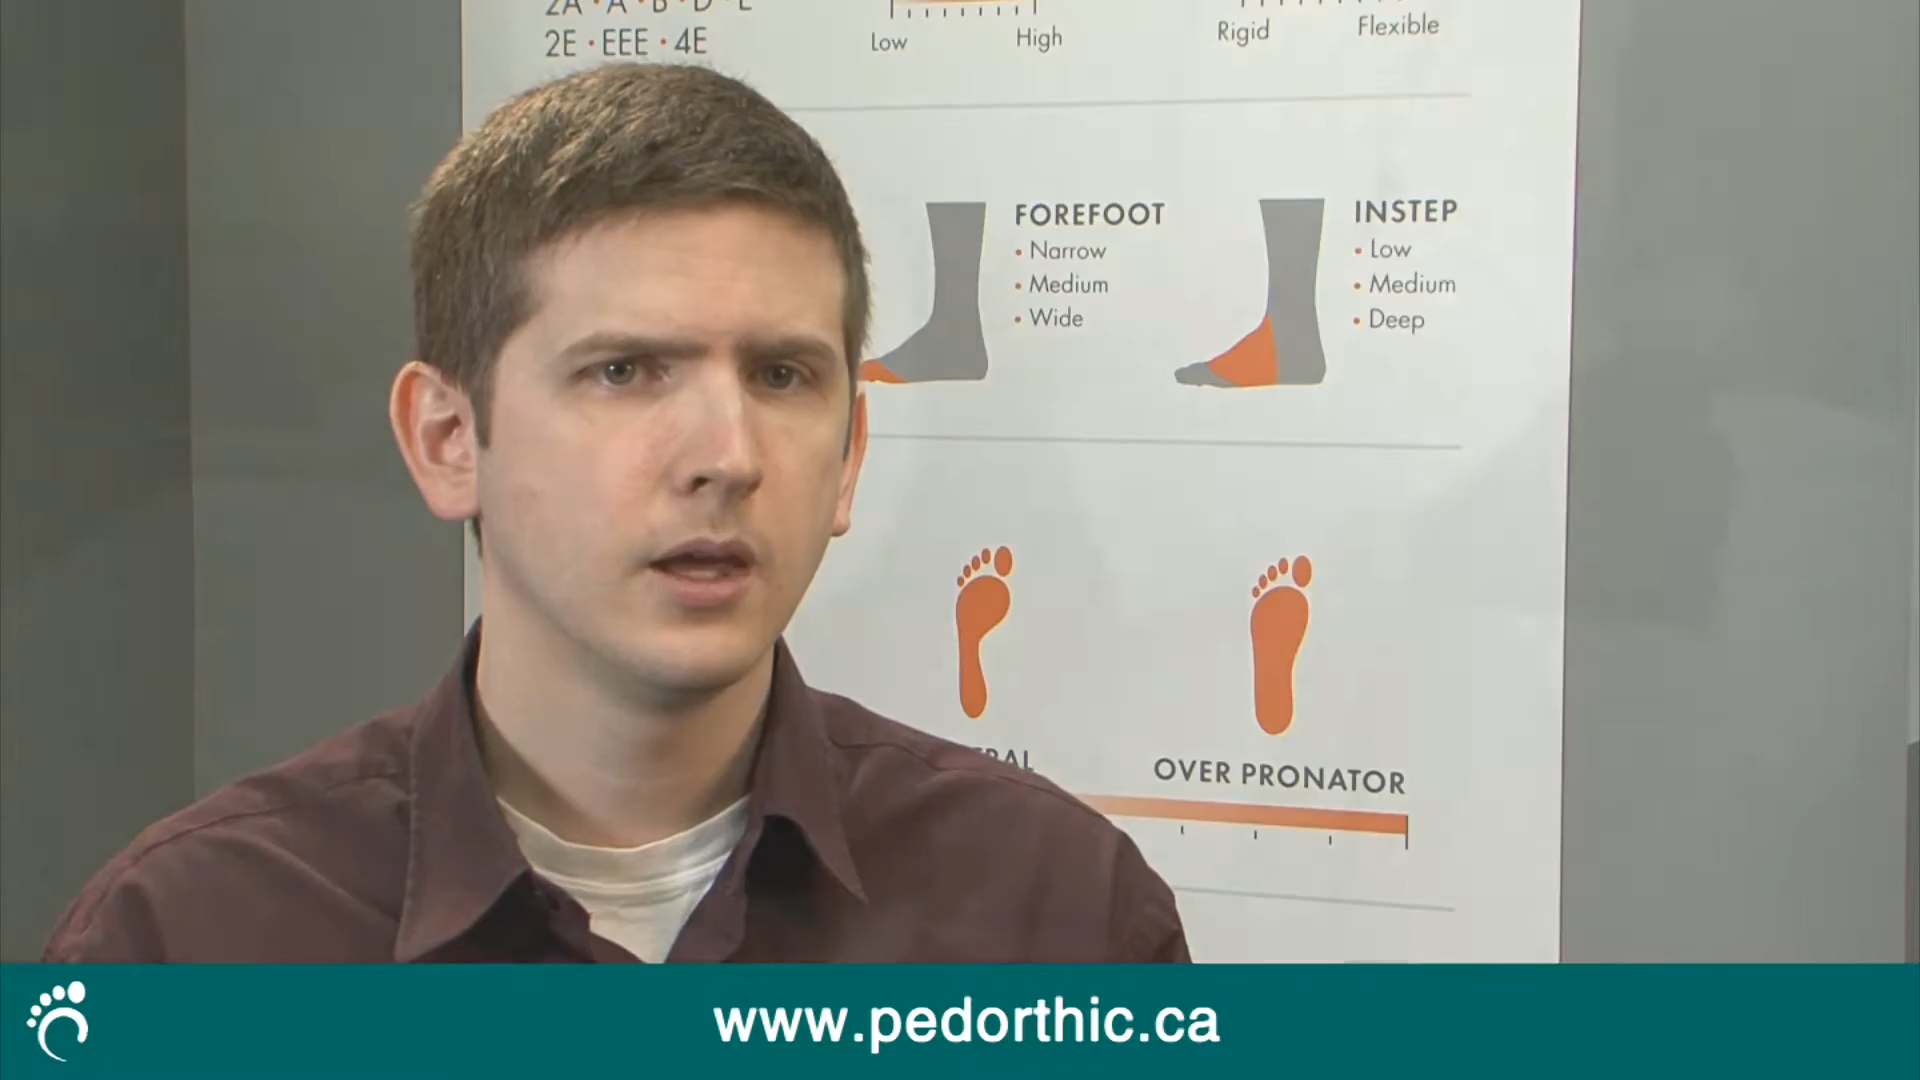 2A • A • B • D • E
2E • EEE • 4E
Low
High
Rigid
Flexible
FOREFOOT
• Narrow
• Medium
• Wide
INSTEP
• Low
• Medium
• Deep
OVER PRONATOR
www.pedorthic.ca